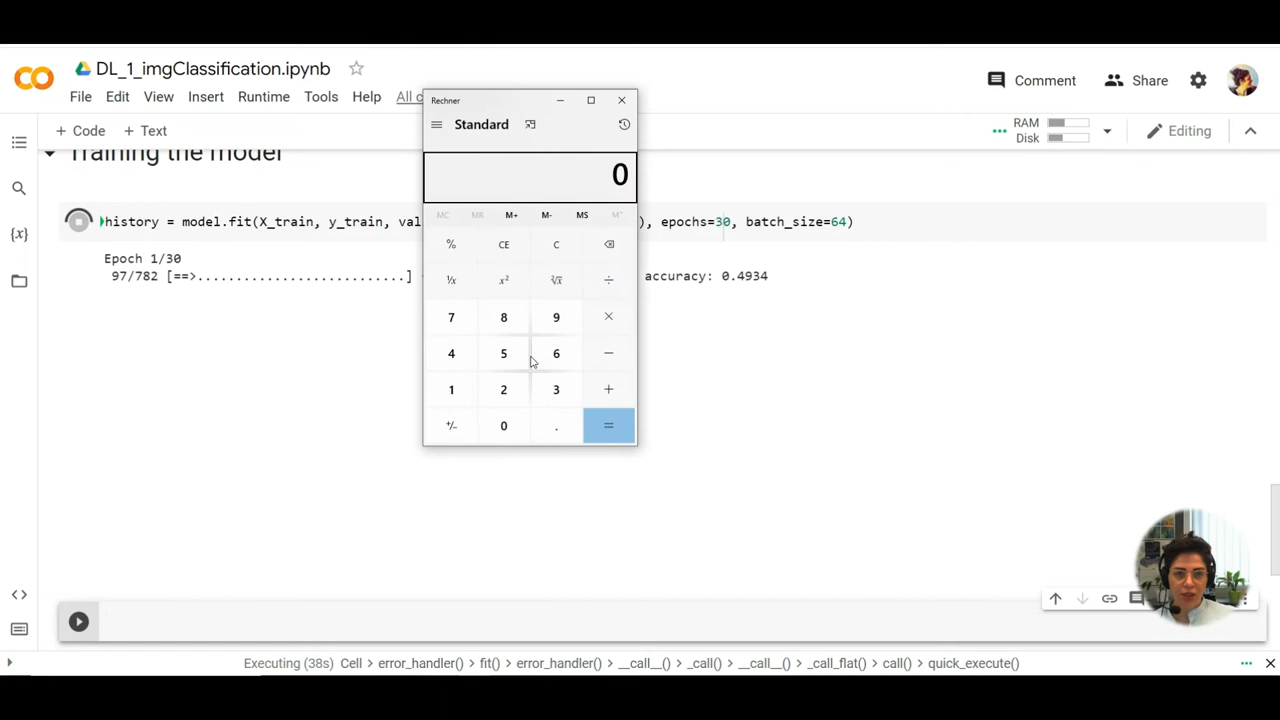 DL_1_imgClassification.ipynb
File Edit View Insert Runtime Tools Help All c
Comment Share
+ Code + Text
RAM
Disk
Editing
Training the model
history = model.fit(X_train, y_train, val
), epochs=30, batch_size=64)
Epoch 1/30
97/782 [==>..........................] -
accuracy: 0.4934
{x}
Rechner
Standard
0
MC MR M+ M- MS M˅
% CE C
⅟x x² ²√x ÷
7 8 9 ×
4 5 6 −
1 2 3 +
+/- 0 . =
Executing (38s) Cell > error_handler() > fit() > error_handler() > __call__() > _call() > __call__() > _call_flat() > call() > quick_execute()